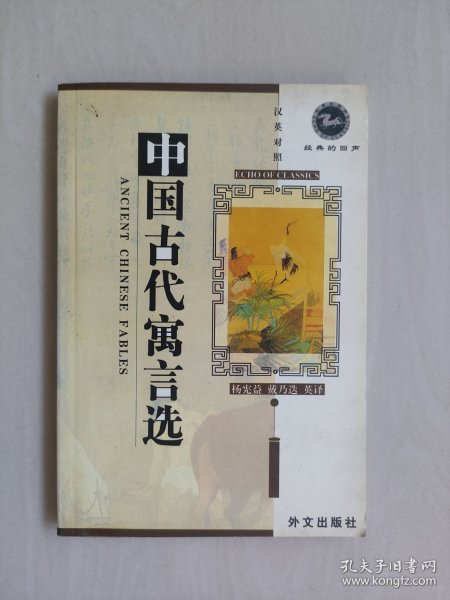 汉英对照
经典的回声
ECHO OF CLASSICS
中国古代寓言选
ANCIENT CHINESE FABLES
杨宪益 戴乃迭 英译
外文出版社
孔夫子旧书网
www.kongfz.com